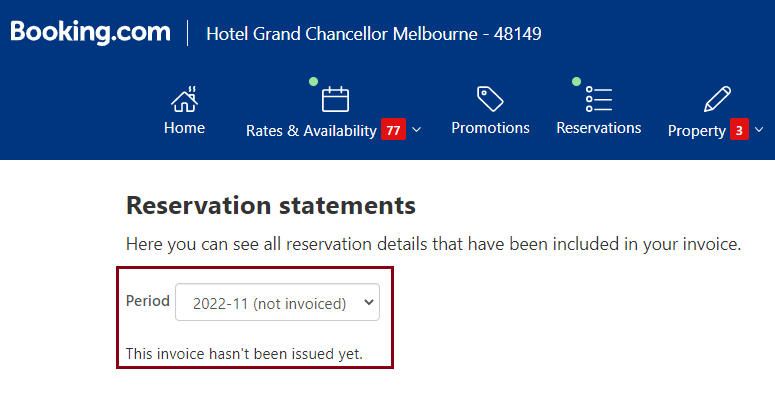 Booking.com
Hotel Grand Chancellor Melbourne - 48149
Home
Rates & Availability 77
Promotions
Reservations
Property 3
Reservation statements
Here you can see all reservation details that have been included in your invoice.
Period 2022-11 (not invoiced)
This invoice hasn't been issued yet.